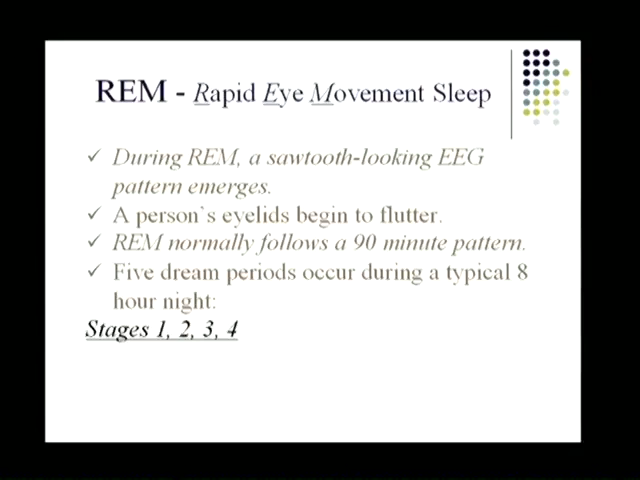 REM - Rapid Eye Movement Sleep
During REM, a sawtooth-looking EEG
pattern emerges.
A person`s eyelids begin to flutter.
REM normally follows a 90 minute pattern.
Five dream periods occur during a typical 8
hour night:
Stages 1, 2, 3, 4